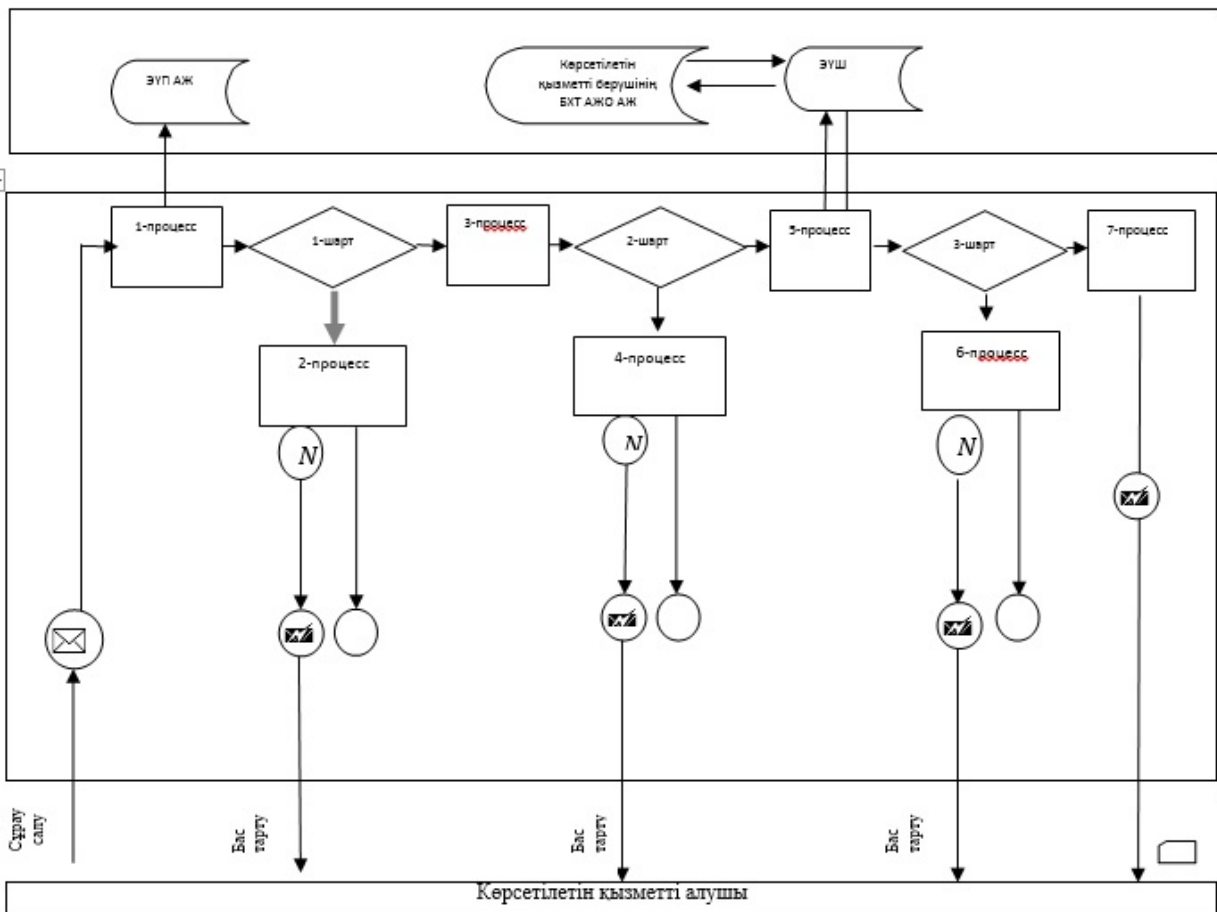 ЭҮП АЖ
Көрсетілетін
қызметті берушінің
БХТ АЖО АЖ
ЭҮШ
1-процесс
1-шарт
3-процесс
2-шарт
5-процесс
3-шарт
7-процесс
2-процесс
4-процесс
6-процесс
N
N
N
Сұрау
салу
Бас
тарту
Бас
тарту
Бас
тарту
Көрсетілетін қызметті алушы